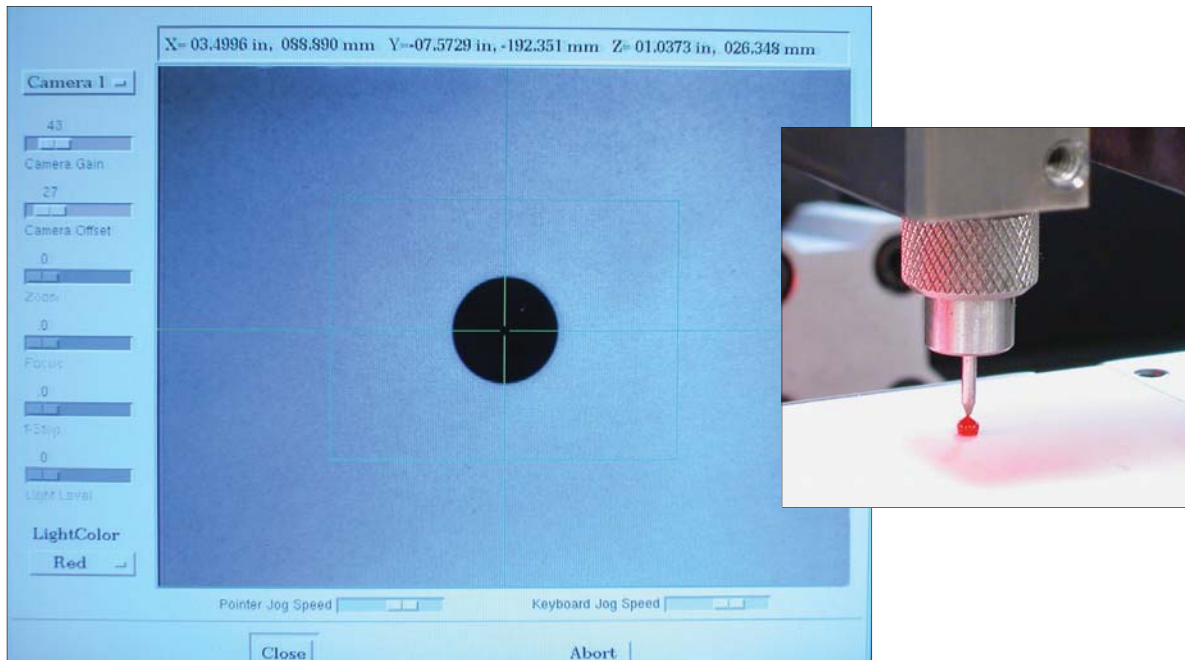 X= 03.4996 in, 088.890 mm Y=-07.5729 in, -192.351 mm Z= 01.0373 in, 026.348 mm
Camera 1
43
Camera Gain
27
Camera Offset
0
Zoom
.0
Focus
.0
f-Stop
0
Light Level
LightColor
Red
Pointer Jog Speed
Keyboard Jog Speed
Close
Abort